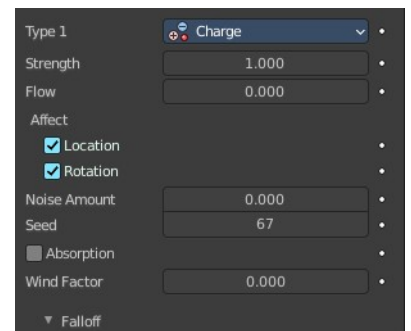 Type 1 Charge
Strength 1.000
Flow 0.000
Affect
Location
Rotation
Noise Amount 0.000
Seed 67
Absorption
Wind Factor 0.000
Falloff